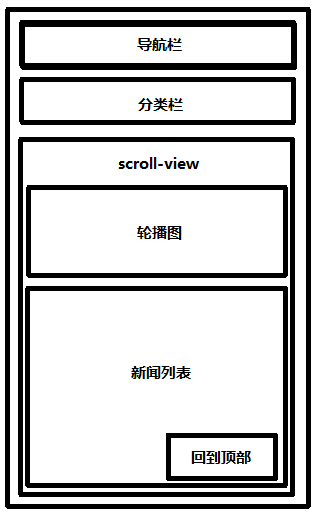 导航栏
分类栏
scroll-view
轮播图
新闻列表
回到顶部